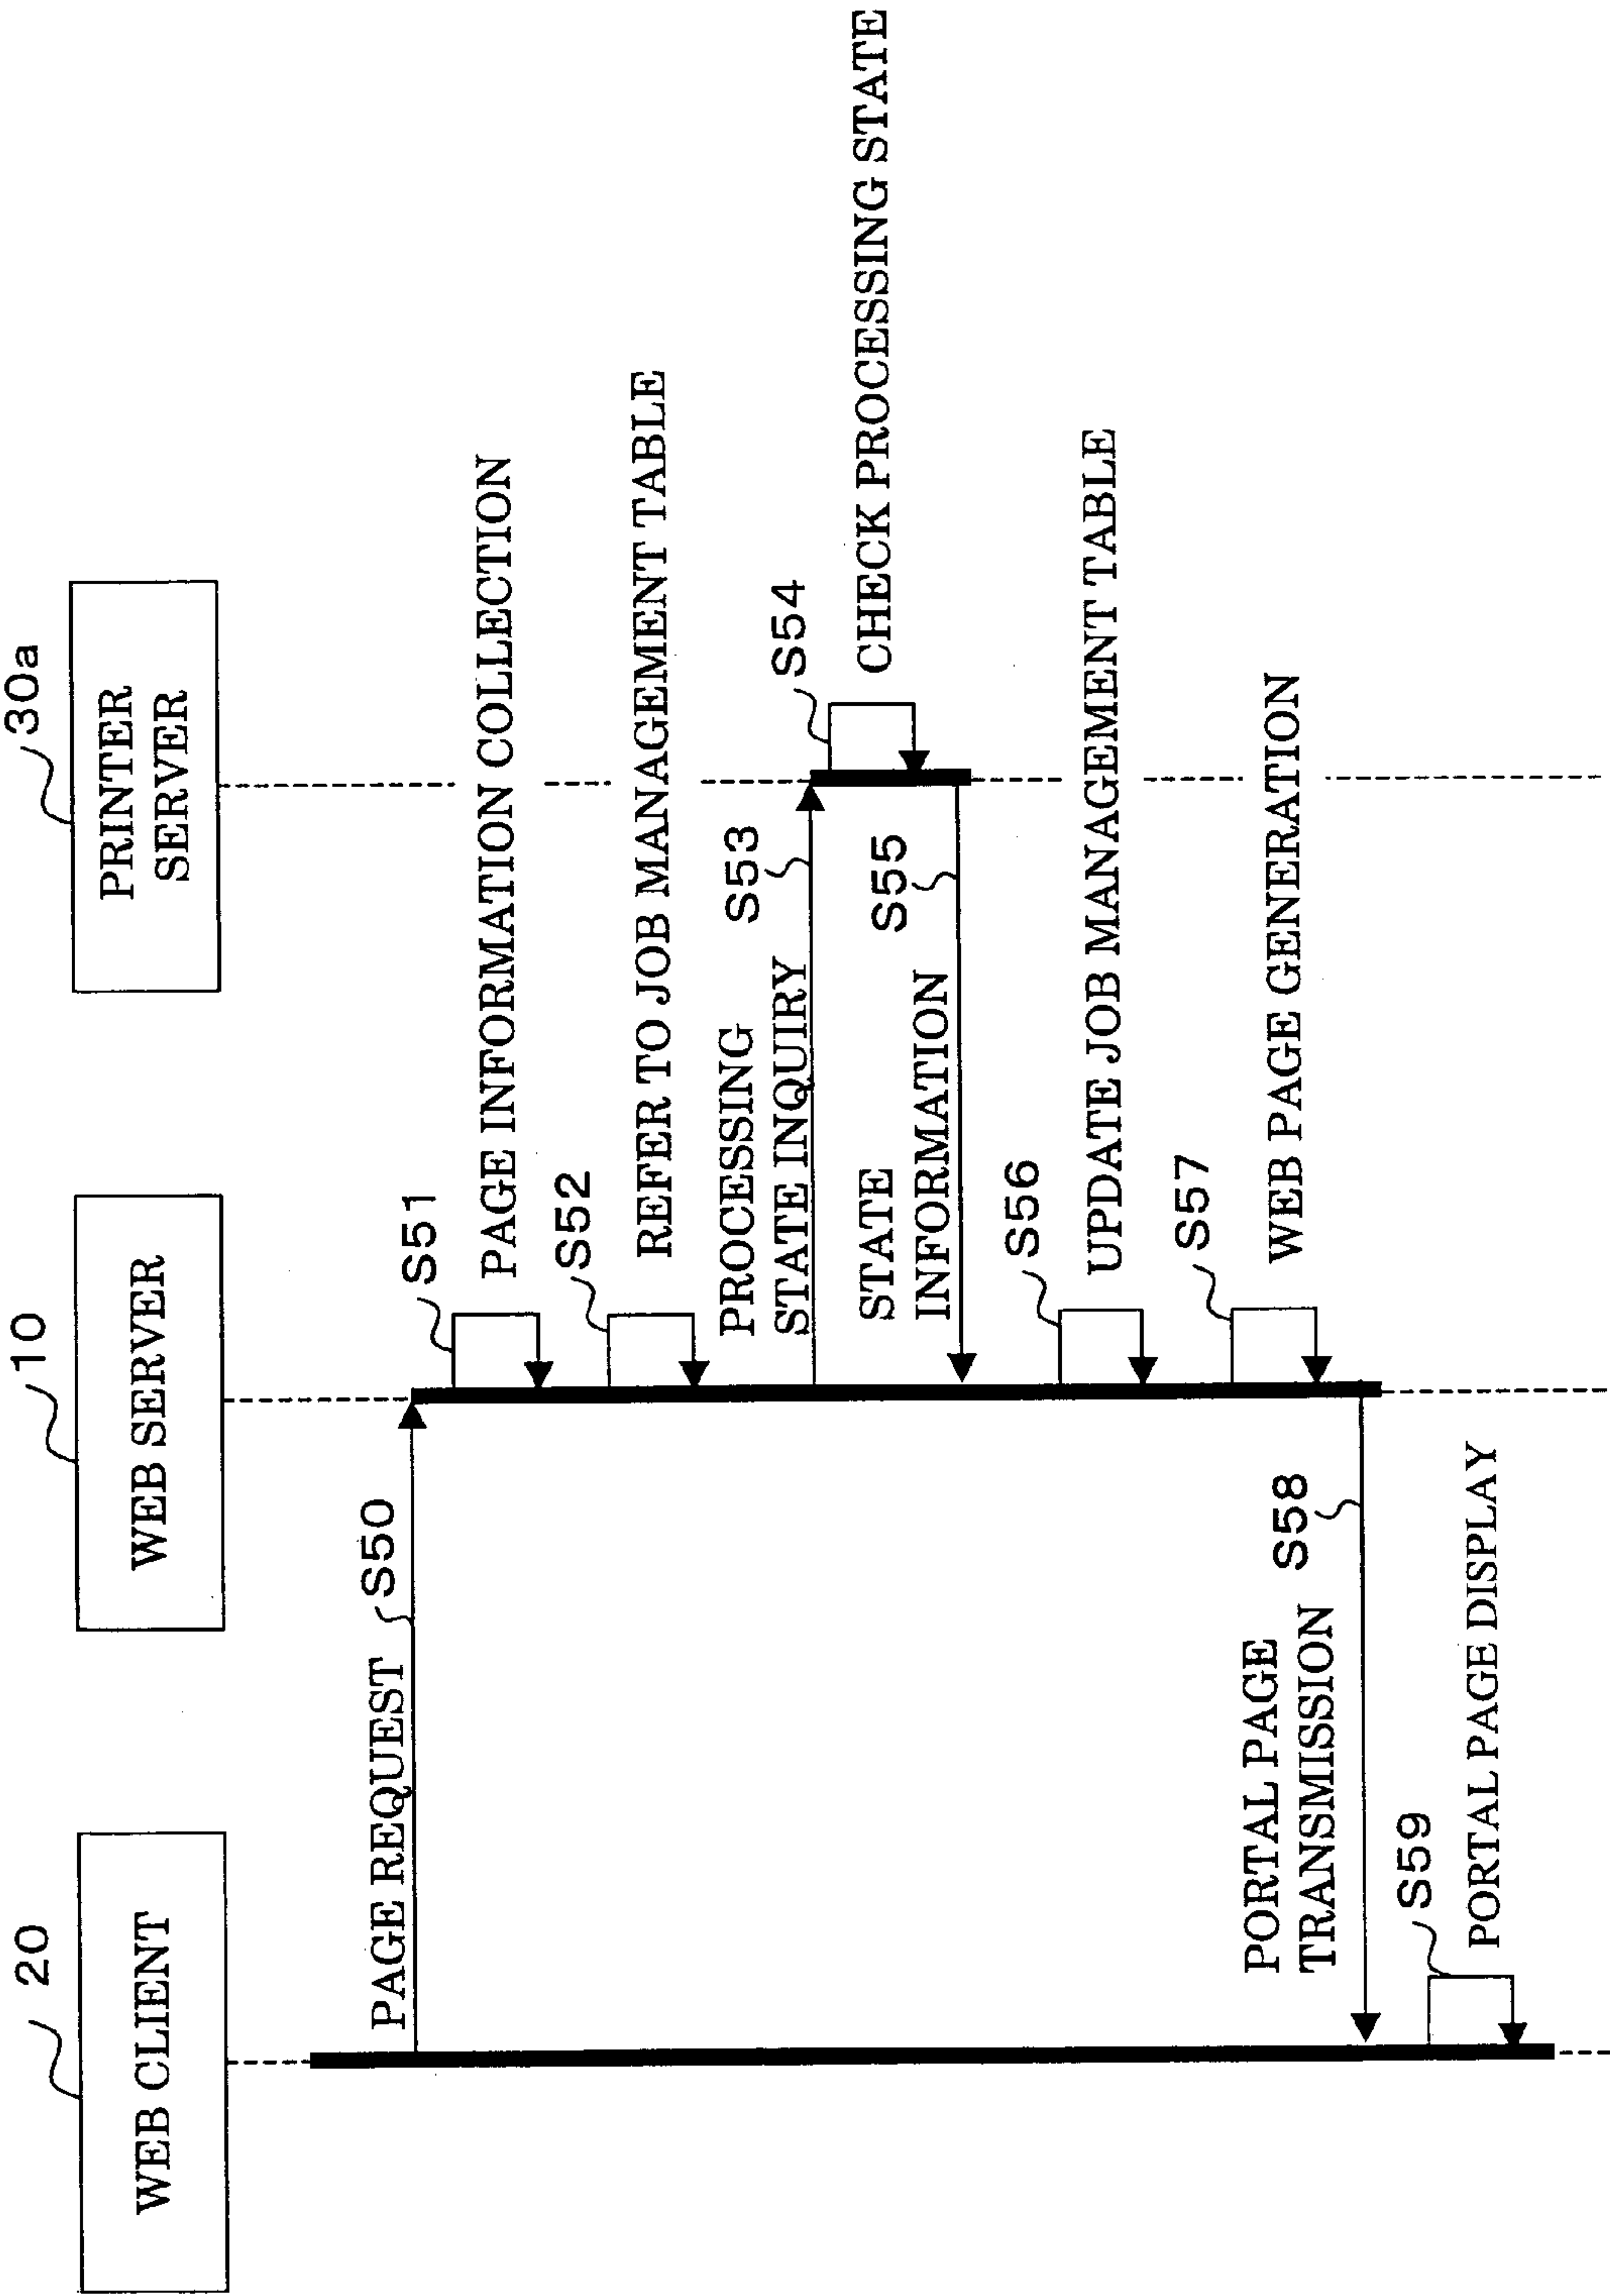 20
WEB CLIENT
10
WEB SERVER
30a
PRINTER
SERVER
PAGE REQUEST
S50
S51
PAGE INFORMATION COLLECTION
S52
REFER TO JOB MANAGEMENT TABLE
PROCESSING
STATE INQUIRY
S53
S54
CHECK PROCESSING STATE
STATE
INFORMATION
S55
S56
UPDATE JOB MANAGEMENT TABLE
S57
WEB PAGE GENERATION
PORTAL PAGE
TRANSMISSION
S58
S59
PORTAL PAGE DISPLAY